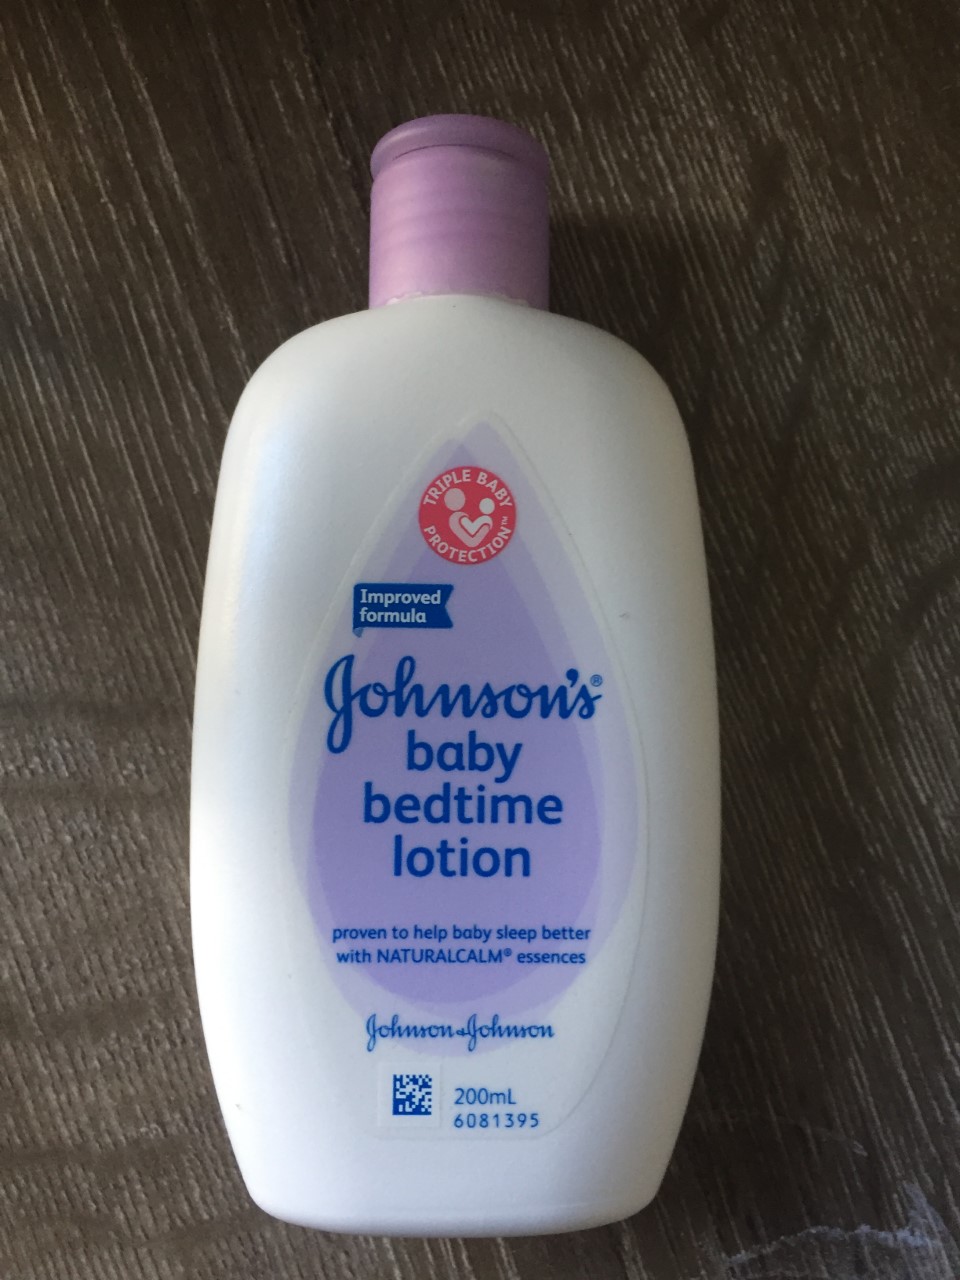 TRIPLE BABY
PROTECTION™
Improved
formula
Johnson's®
baby
bedtime
lotion
proven to help baby sleep better
with NATURALCALM® essences
Johnson & Johnson
200mL
6081395